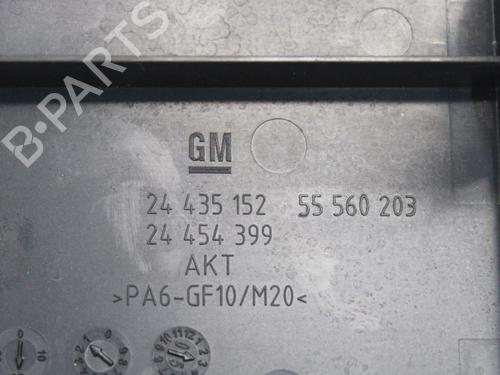 B-PARTS
GM
24 435 152 55 560 203
24 454 399
AKT
>PA6-GF10/M20<